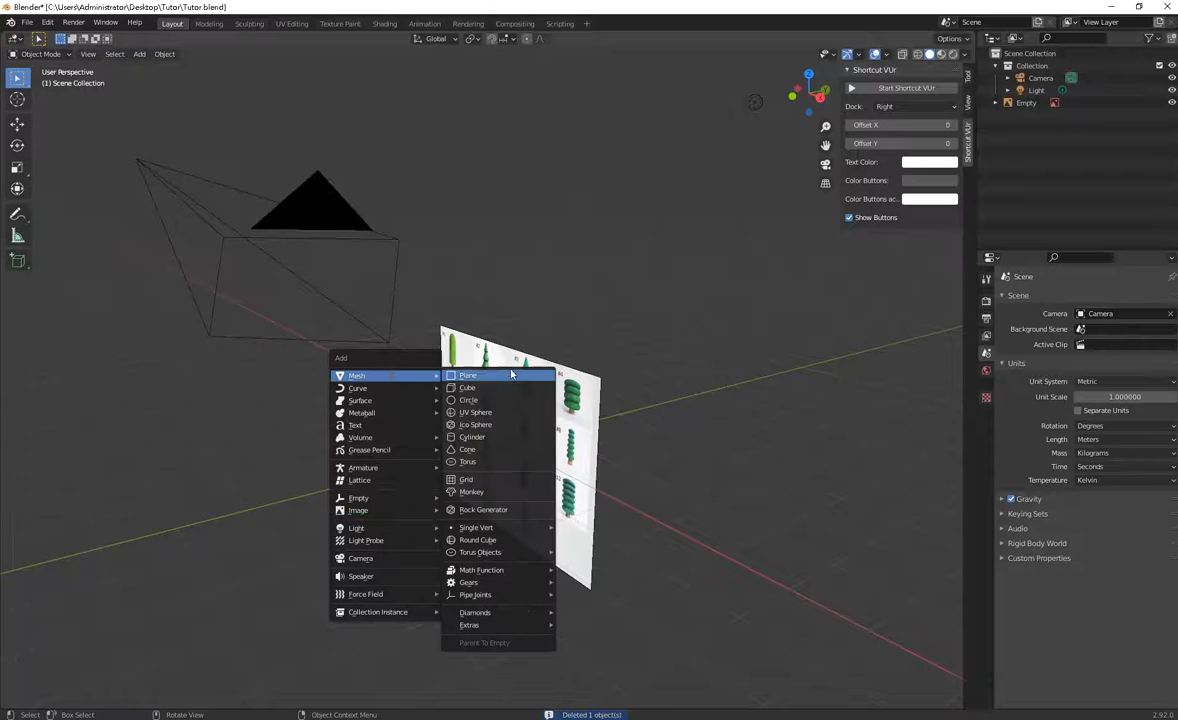 Blender* [C:\Users\Administrator\Desktop\Tutor\Tutor.blend]
File Edit Render Window Help Layout Modeling Sculpting UV Editing Texture Paint Shading Animation Rendering Compositing Scripting + Scene View Layer
Global Options
Object Mode View Select Add Object
User Perspective
(1) Scene Collection
Z
Shortcut VUr
Start Shortcut VUr
Dock: Right
Offset X 0
Offset Y 0
Text Color:
Color Buttons:
Color Buttons ac..
Show Buttons
Tool
View
Shortcut VUr
Scene Collection
Collection
Camera
Light
Empty
Scene
Scene
Camera Camera
Background Scene
Active Clip
Units
Unit System Metric
Unit Scale 1.000000
Separate Units
Rotation Degrees
Length Meters
Mass Kilograms
Time Seconds
Temperature Kelvin
Gravity
Keying Sets
Audio
Rigid Body World
Custom Properties
Add
Mesh
Curve
Surface
Metaball
Text
Volume
Grease Pencil
Armature
Lattice
Empty
Image
Light
Light Probe
Camera
Speaker
Force Field
Collection Instance
Plane
Cube
Circle
UV Sphere
Ico Sphere
Cylinder
Cone
Torus
Grid
Monkey
Rock Generator
Single Vert
Round Cube
Torus Objects
Math Function
Gears
Pipe Joints
Diamonds
Extras
Parent To Empty
Select Box Select Rotate View Object Context Menu Deleted 1 object(s) 2.92.0